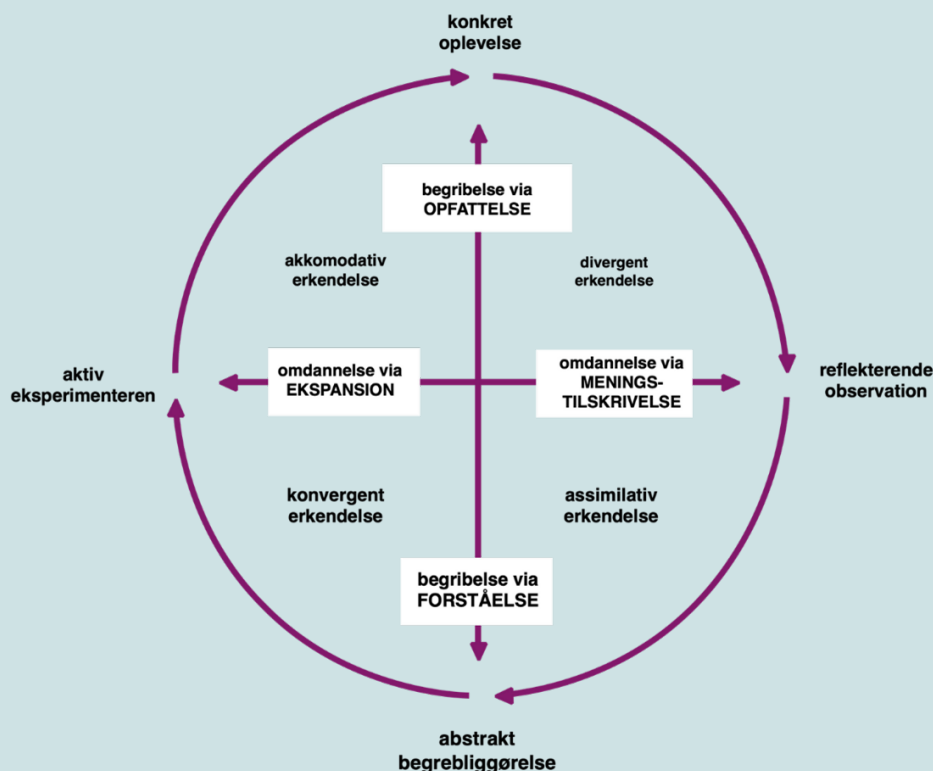 konkret
oplevelse
begribelse via
OPFATTELSE
akkomodativ
erkendelse
divergent
erkendelse
aktiv
eksperimenteren
omdannelse via
EKSPANSION
omdannelse via
MENINGS-
TILSKRIVELSE
reflekterende
observation
konvergent
erkendelse
assimilativ
erkendelse
begribelse via
FORSTÅELSE
abstrakt
begrebliggørelse